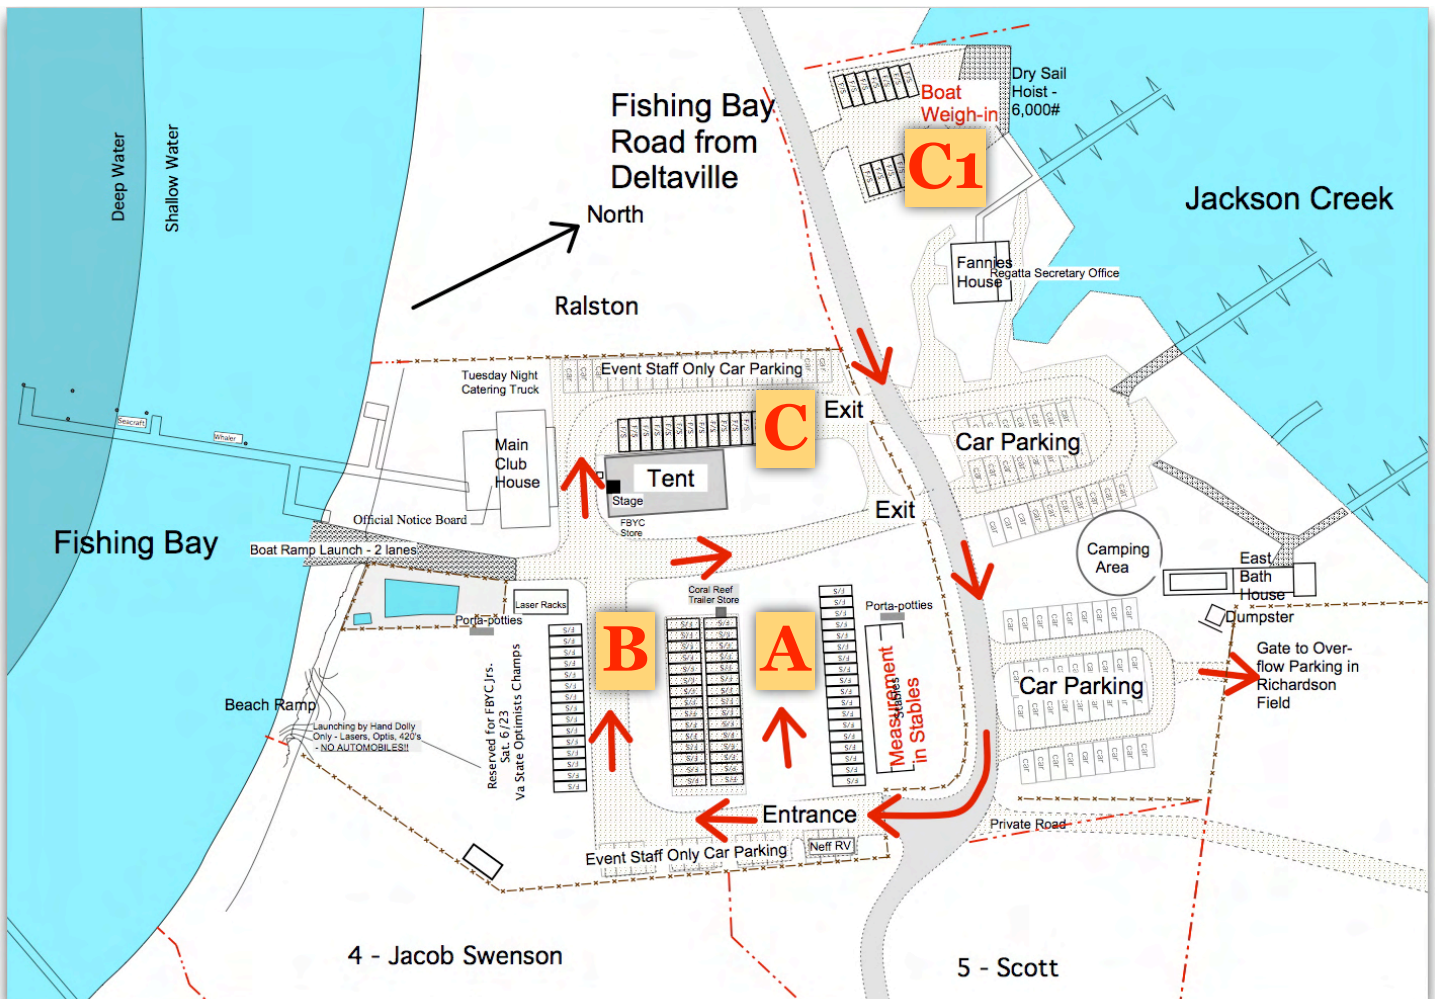 Deep Water
Shallow Water
Fishing Bay
Road from
Deltaville
North
Ralston
Boat
Weigh-in
Dry Sail
Hoist -
6,000#
C1
Jackson Creek
Fannies
House
Regatta Secretary Office
Tuesday Night
Catering Truck
Event Staff Only Car Parking
C
Exit
Car Parking
Seacraft
Whaler
Main
Club
House
Tent
Stage
FBYC
Store
Official Notice Board
Exit
Fishing Bay
Boat Ramp Launch - 2 lanes
Camping
Area
East
Bath
House
Dumpster
Laser Racks
Coral Reef
Trailer Store
Porta-potties
Porta-potties
B
A
Reserved for FBYC Jrs.
Sat. 6/23
Va State Optimists Champs
Stables
Measurement
in Stables
Car Parking
Gate to Over-
flow Parking in
Richardson
Field
Beach Ramp
Launching by Hand Dolly
Only - Lasers, Optis, 420's
- NO AUTOMOBILES!!
Entrance
Private Road
Event Staff Only Car Parking
Neff RV
4 - Jacob Swenson
5 - Scott